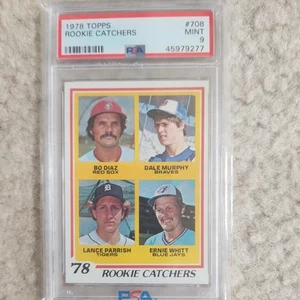 1978 TOPPS #708
ROOKIE CATCHERS MINT
9
PSA 45979277
BO DIAZ
RED SOX
DALE MURPHY
BRAVES
LANCE PARRISH
TIGERS
ERNIE WHITT
BLUE JAYS
'78 ROOKIE CATCHERS
PSA